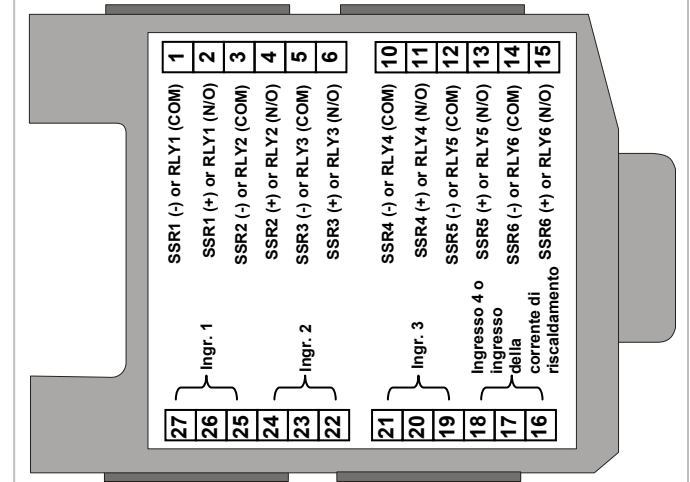 1 SSR1 (-) or RLY1 (COM)
2 SSR1 (+) or RLY1 (N/O)
3 SSR2 (-) or RLY2 (COM)
4 SSR2 (+) or RLY2 (N/O)
5 SSR3 (-) or RLY3 (COM)
6 SSR3 (+) or RLY3 (N/O)
10 SSR4 (-) or RLY4 (COM)
11 SSR4 (+) or RLY4 (N/O)
12 SSR5 (-) or RLY5 (COM)
13 SSR5 (+) or RLY5 (N/O)
14 SSR6 (-) or RLY6 (COM)
15 SSR6 (+) or RLY6 (N/O)
Ingr. 1
Ingr. 2
Ingr. 3
Ingresso 4 o
ingresso
della
corrente di
riscaldamento
27 26 25 24 23 22
21 20 19 18 17 16